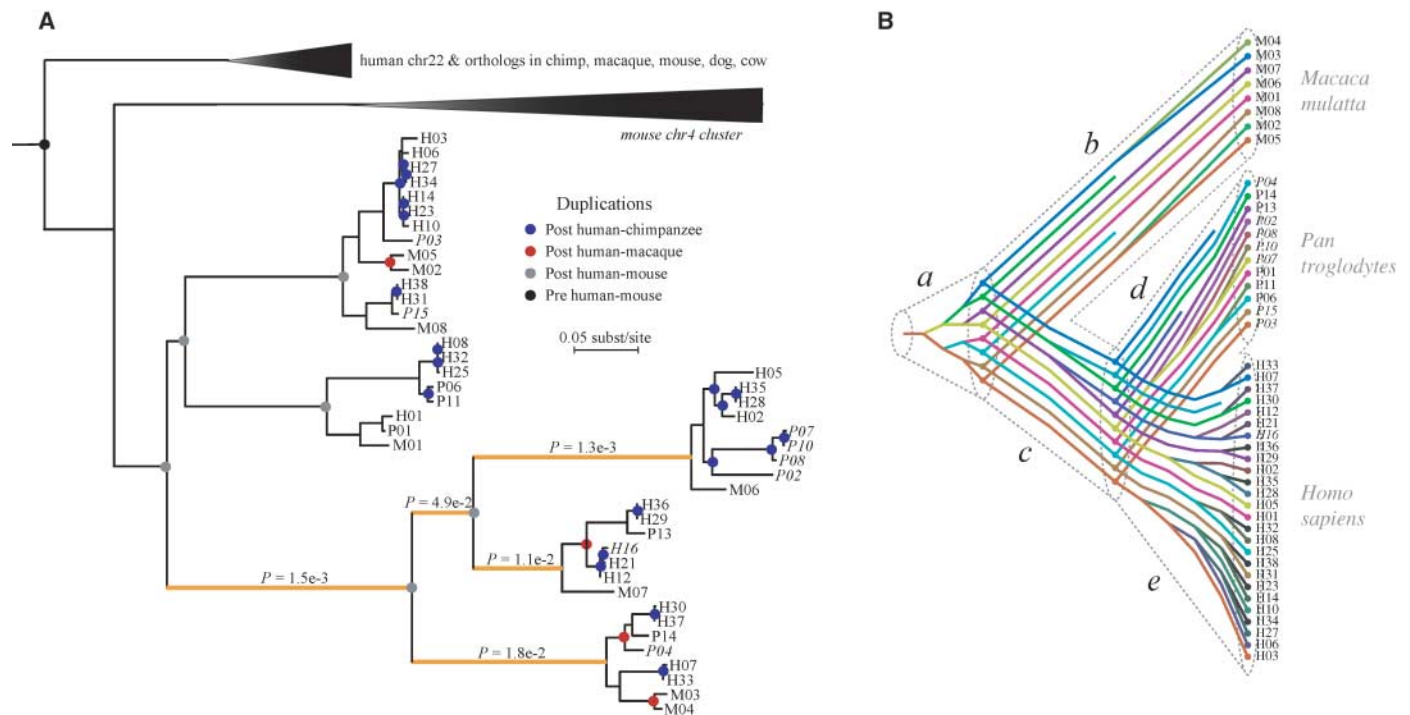 A
human chr22 & orthologs in chimp, macaque, mouse, dog, cow
mouse chr4 cluster
H03
H06
H27
H34
H14
H23
H10
P03
M05
M02
H38
H31
P15
M08
H08
H32
H25
P06
P11
H01
P01
M01
Duplications
Post human-chimpanzee
Post human-macaque
Post human-mouse
Pre human-mouse
0.05 subst/site
H05
H35
H28
H02
P07
P10
P08
P02
M06
P = 1.3e-3
P = 4.9e-2
H36
H29
P13
H16
H21
H12
M07
P = 1.1e-2
P = 1.5e-3
H30
H37
P14
P04
H07
H33
M03
M04
P = 1.8e-2
B
M04
M03
M07
M06
M01
M08
M02
M05
Macaca
mulatta
b
P04
P14
P13
P02
P08
P10
P07
P01
P11
P06
P15
P03
Pan
troglodytes
a
d
c
e
H33
H07
H37
H30
H12
H21
H16
H36
H29
H02
H35
H28
H05
H01
H32
H08
H25
H38
H31
H23
H14
H10
H34
H27
H06
H03
Homo
sapiens